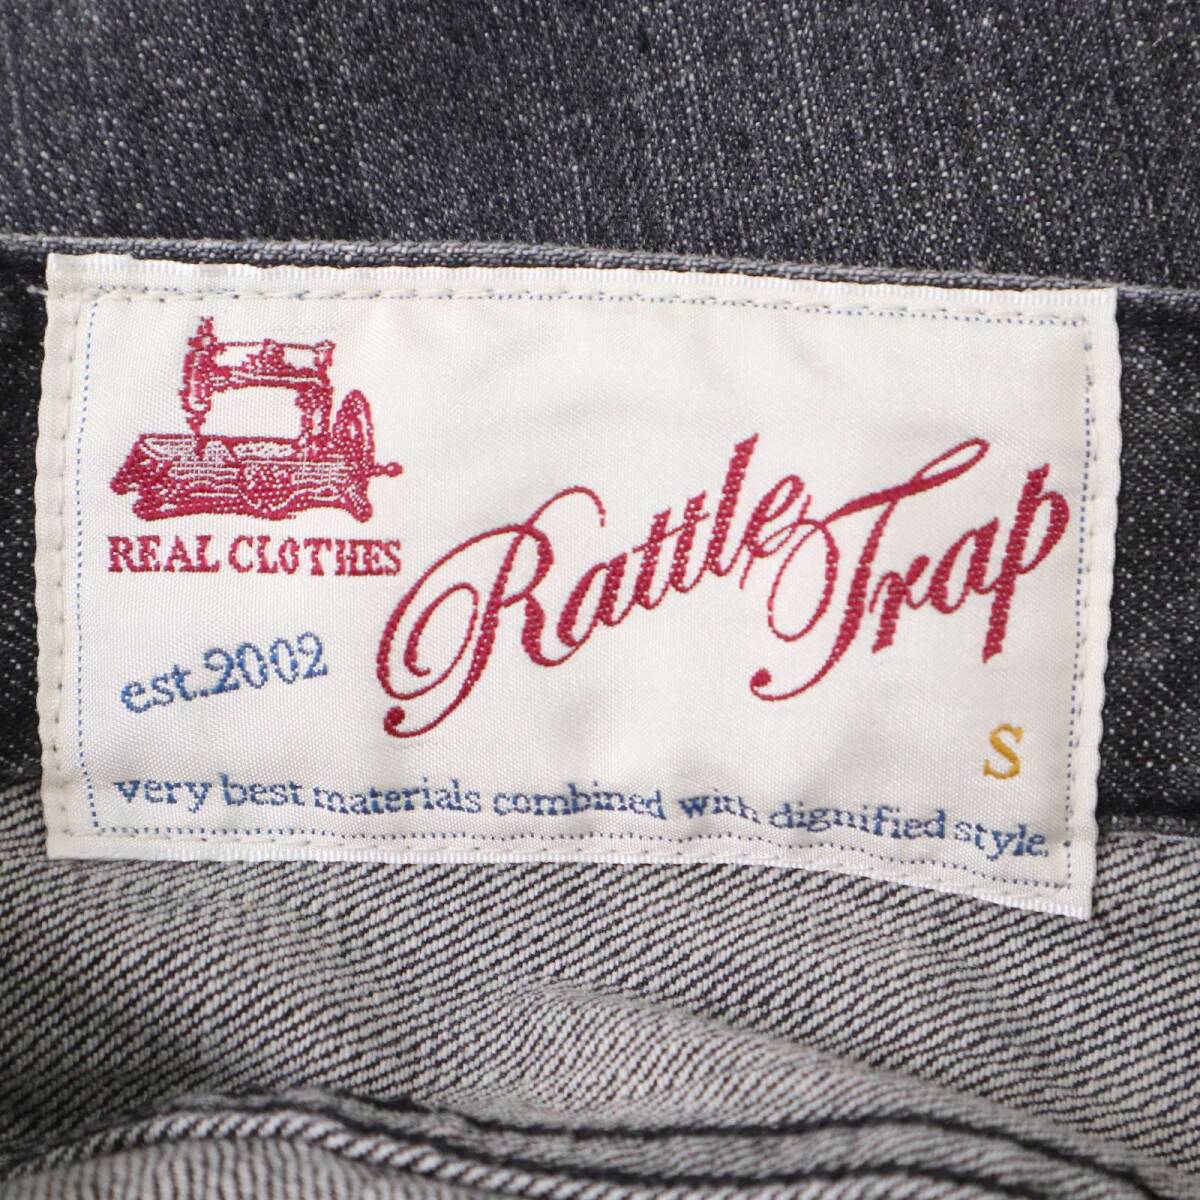 REAL CLOTHES
Rattle Trap
est.2002
S
very best materials combined with dignified style.